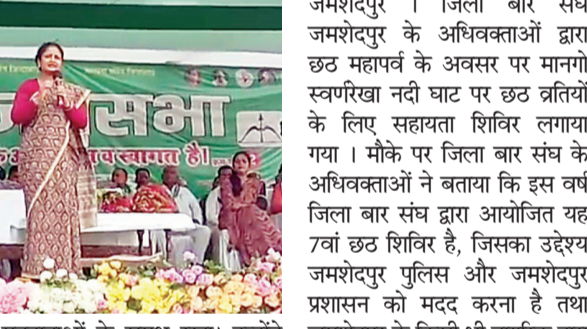 सभा
स्वागत है।
जमशेदपुर । जिला बार संघ
जमशेदपुर के अधिवक्ताओं द्वारा
छठ महापर्व के अवसर पर मानगो
स्वर्णरेखा नदी घाट पर छठ व्रतियों
के लिए सहायता शिविर लगाया
गया । मौके पर जिला बार संघ के
अधिवक्ताओं ने बताया कि इस वर्ष
जिला बार संघ द्वारा आयोजित यह
7वां छठ शिविर है, जिसका उद्देश्य
जमशेदपुर पुलिस और जमशेदपुर
प्रशासन को मदद करना है तथा